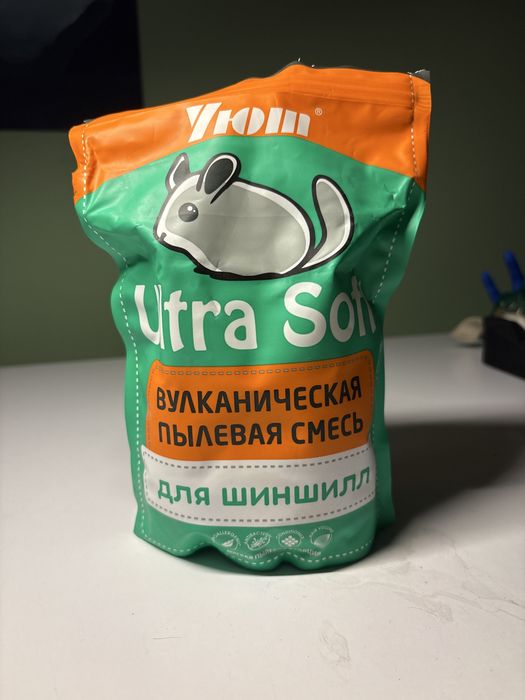 Уют®
Ultra Soft
ВУЛКАНИЧЕСКАЯ
ПЫЛЕВАЯ СМЕСЬ
для шиншилл